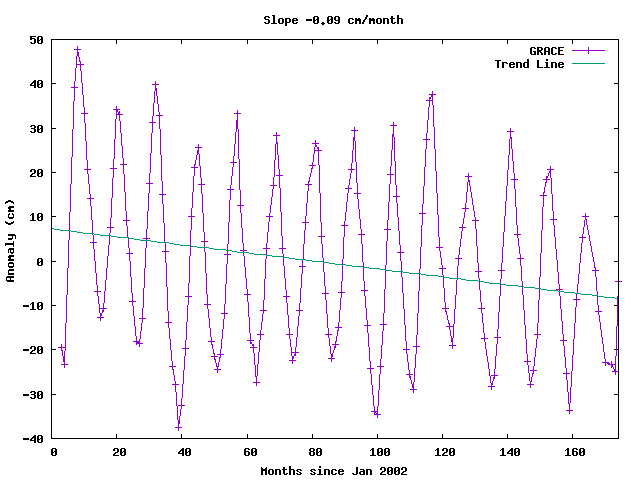 Slope -0.09 cm/month
GRACE
Trend Line
50
40
30
20
10
0
-10
-20
-30
-40
Anomaly (cm)
0 20 40 60 80 100 120 140 160
Months since Jan 2002